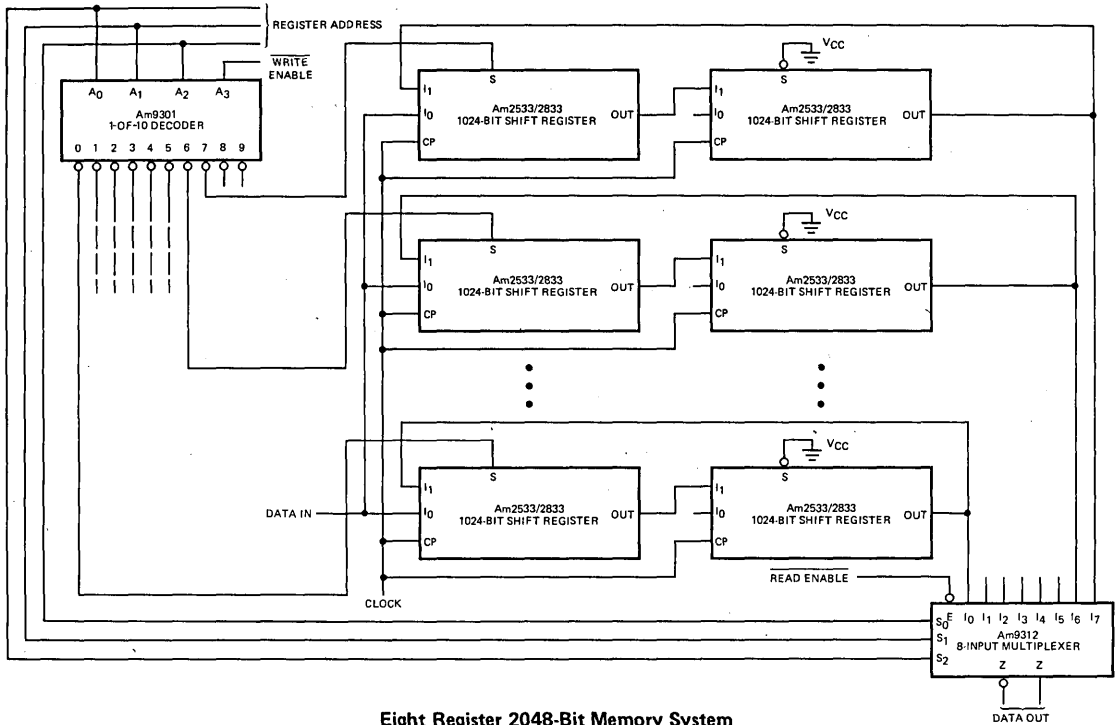 REGISTER ADDRESS
WRITE
ENABLE
A0 A1 A2 A3
Am9301
1-OF-10 DECODER
0 1 2 3 4 5 6 7 8 9
VCC
S
I1
I0
CP
Am2533/2833
1024-BIT SHIFT REGISTER
OUT
S
I1
I0
CP
Am2533/2833
1024-BIT SHIFT REGISTER
OUT
VCC
S
I1
I0
CP
Am2533/2833
1024-BIT SHIFT REGISTER
OUT
S
I1
I0
CP
Am2533/2833
1024-BIT SHIFT REGISTER
OUT
VCC
DATA IN
S
I1
I0
CP
Am2533/2833
1024-BIT SHIFT REGISTER
OUT
S
I1
I0
CP
Am2533/2833
1024-BIT SHIFT REGISTER
OUT
CLOCK
READ ENABLE
E I0 I1 I2 I3 I4 I5 I6 I7
S0
S1
S2
Am9312
8-INPUT MULTIPLEXER
Z Z
DATA OUT
Eight Register 2048-Bit Memory System